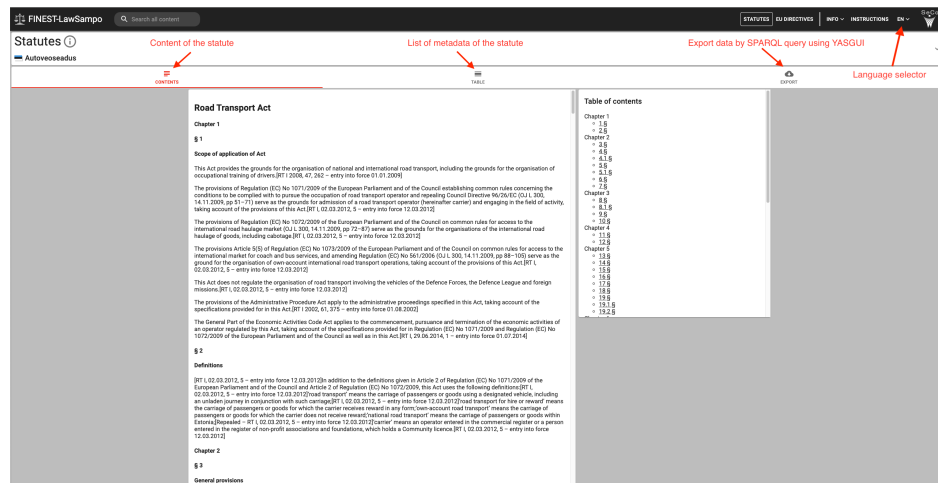 FINEST-LawSampo
Search all content
STATUTES
EU DIRECTIVES
INFO
INSTRUCTIONS
EN
SeCo
Statutes
Autoveoseadus
Content of the statute
List of metadata of the statute
Export data by SPARQL query using YASGUI
Language selector
CONTENTS
TABLE
EXPORT
Road Transport Act
Chapter 1
§ 1
Scope of application of Act
This Act provides the grounds for the organisation of national and international road transport, including the grounds for the organisation of
occupational training of drivers.[RT I 2008, 47, 262 – entry into force 01.01.2009]
The provisions of Regulation (EC) No 1071/2009 of the European Parliament and of the Council establishing common rules concerning the
conditions to be complied with to pursue the occupation of road transport operator and repealing Council Directive 96/26/EC (OJ L 300,
14.11.2009, pp 51–71) serve as the grounds for admission of a road transport operator (hereinafter carrier) and engaging in the field of activity,
taking account of the provisions of this Act.[RT I, 02.03.2012, 5 – entry into force 12.03.2012]
The provisions of Regulation (EC) No 1072/2009 of the European Parliament and of the Council on common rules for access to the
international road haulage market (OJ L 300, 14.11.2009, pp 72–87) serve as the grounds for the organisations of the international road
haulage of goods, including cabotage.[RT I, 02.03.2012, 5 – entry into force 12.03.2012]
The provisions Article 5(5) of Regulation (EC) No 1073/2009 of the European Parliament and of the Council on common rules for access to the
international market for coach and bus services, and amending Regulation (EC) No 561/2006 (OJ L 300, 14.11.2009, pp 88–105) serve as the
ground for the organisation of own-account international road transport operations, taking account of the provisions of this Act.[RT I,
02.03.2012, 5 – entry into force 12.03.2012]
This Act does not regulate the organisation of road transport involving the vehicles of the Defence Forces, the Defence League and foreign
missions.[RT I, 02.03.2012, 5 – entry into force 12.03.2012]
The provisions of the Administrative Procedure Act apply to the administrative proceedings specified in this Act, taking account of the
specifications provided for in this Act.[RT I 2002, 61, 375 – entry into force 01.08.2002]
The General Part of the Economic Activities Code Act applies to the commencement, pursuance and termination of the economic activities of
an operator regulated by this Act, taking account of the specifications provided for in Regulation (EC) No 1071/2009 and Regulation (EC) No
1072/2009 of the European Parliament and of the Council as well as in this Act.[RT I, 29.06.2014, 1 – entry into force 01.07.2014]
§ 2
Definitions
[RT I, 02.03.2012, 5 – entry into force 12.03.2012]In addition to the definitions given in Article 2 of Regulation (EC) No 1071/2009 of the
European Parliament and of the Council and Article 2 of Regulation (EC) No 1072/2009, this Act uses the following definitions:[RT I,
02.03.2012, 5 – entry into force 12.03.2012]'road transport' means the carriage of passengers or goods using a designated vehicle, including
an unladen journey in conjunction with such carriage;[RT I, 02.03.2012, 5 – entry into force 12.03.2012]'road transport for hire or reward' means
the carriage of passengers or goods for which the carrier receives reward in any form;'own-account road transport' means the carriage of
passengers or goods for which the carrier does not receive reward;'national road transport' means the carriage of passengers or goods within
Estonia;[Repealed – RT I, 02.03.2012, 5 – entry into force 12.03.2012]'carrier' means an operator entered in the commercial register or a person
entered in the register of non-profit associations and foundations, which holds a Community licence.[RT I, 02.03.2012, 5 – entry into force
12.03.2012]
Chapter 2
§ 3
General provisions
Table of contents
Chapter 1
1 §
2 §
Chapter 2
3 §
4 §
4.1 §
5 §
5.1 §
6 §
7 §
Chapter 3
8 §
8.1 §
9 §
10 §
Chapter 4
11 §
12 §
Chapter 5
13 §
14 §
15 §
16 §
17 §
18 §
19 §
19.1 §
19.2 §